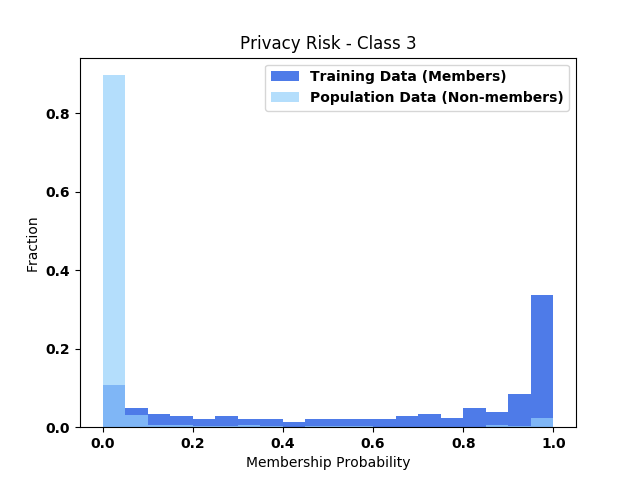 Privacy Risk - Class 3
Training Data (Members)
Population Data (Non-members)
Fraction
0.8
0.6
0.4
0.2
0.0
0.0 0.2 0.4 0.6 0.8 1.0
Membership Probability